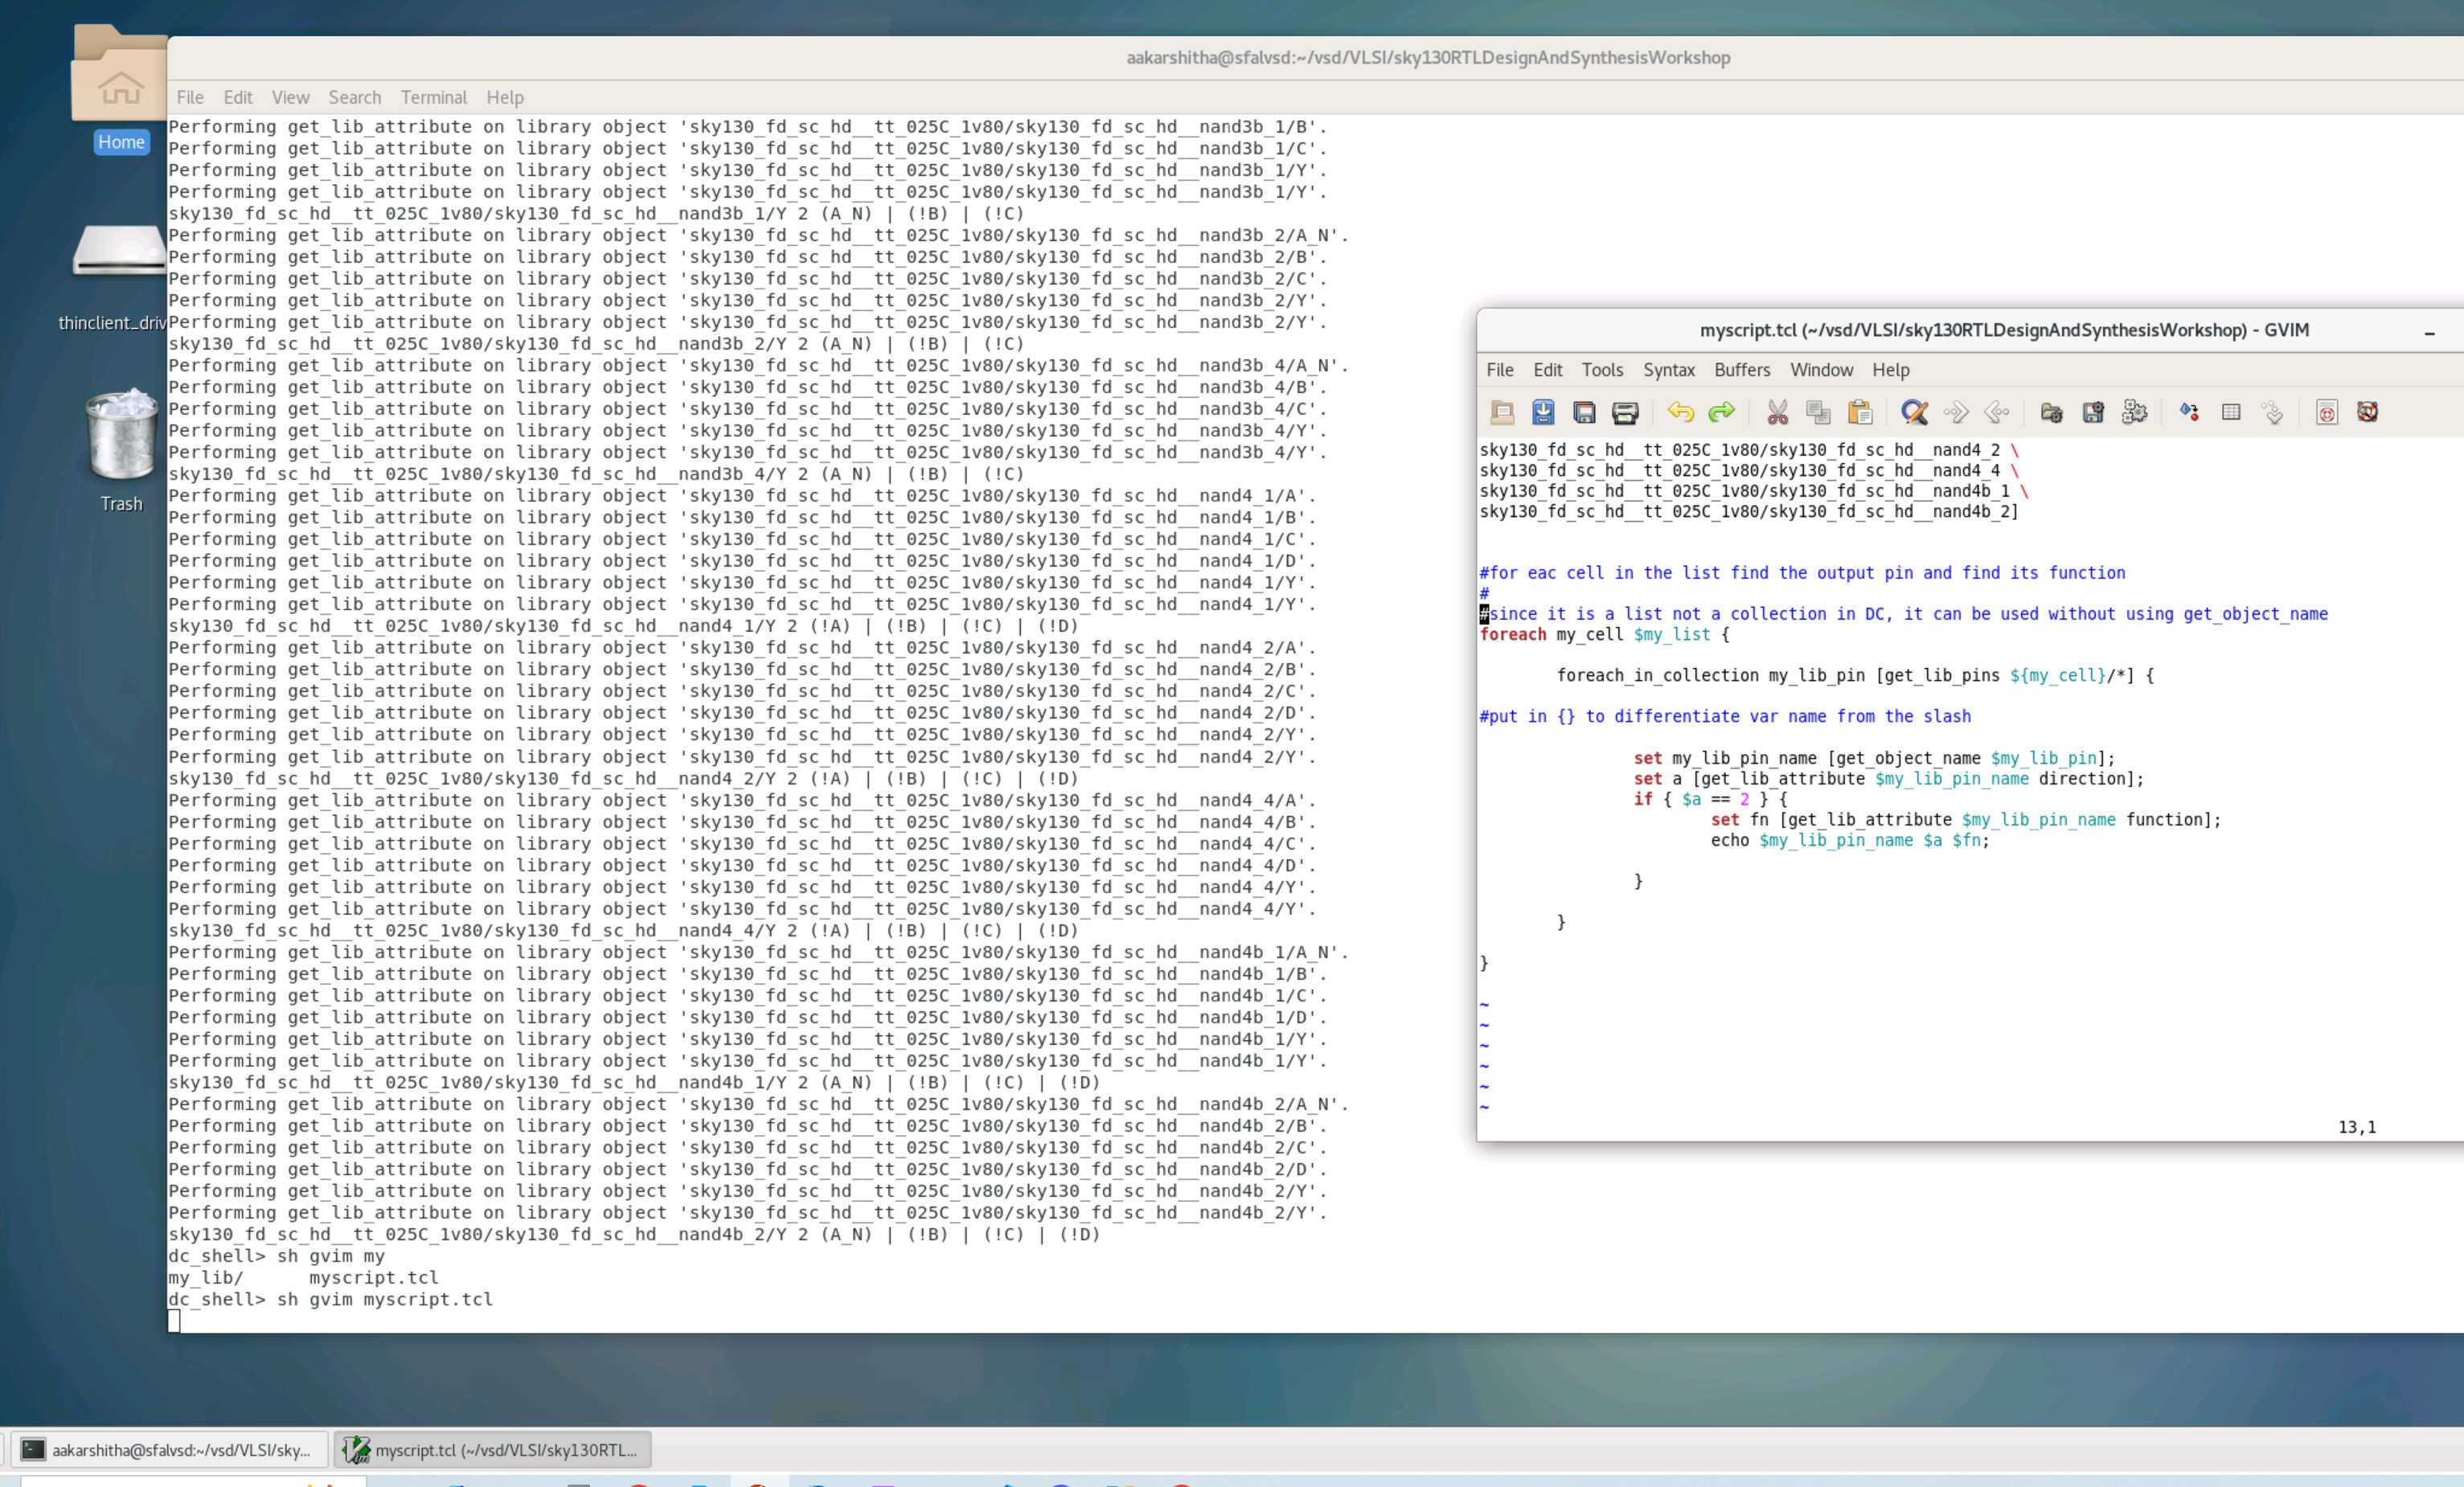 Home
thinclient_driv
Trash
aakarshitha@sfalvsd:~/vsd/VLSI/sky130RTLDesignAndSynthesisWorkshop
File Edit View Search Terminal Help
Performing get_lib_attribute on library object 'sky130_fd_sc_hd__tt_025C_1v80/sky130_fd_sc_hd__nand3b_1/B'.
Performing get_lib_attribute on library object 'sky130_fd_sc_hd__tt_025C_1v80/sky130_fd_sc_hd__nand3b_1/C'.
Performing get_lib_attribute on library object 'sky130_fd_sc_hd__tt_025C_1v80/sky130_fd_sc_hd__nand3b_1/Y'.
Performing get_lib_attribute on library object 'sky130_fd_sc_hd__tt_025C_1v80/sky130_fd_sc_hd__nand3b_1/Y'.
sky130_fd_sc_hd__tt_025C_1v80/sky130_fd_sc_hd__nand3b_1/Y 2 (A_N) | (!B) | (!C)
Performing get_lib_attribute on library object 'sky130_fd_sc_hd__tt_025C_1v80/sky130_fd_sc_hd__nand3b_2/A_N'.
Performing get_lib_attribute on library object 'sky130_fd_sc_hd__tt_025C_1v80/sky130_fd_sc_hd__nand3b_2/B'.
Performing get_lib_attribute on library object 'sky130_fd_sc_hd__tt_025C_1v80/sky130_fd_sc_hd__nand3b_2/C'.
Performing get_lib_attribute on library object 'sky130_fd_sc_hd__tt_025C_1v80/sky130_fd_sc_hd__nand3b_2/Y'.
Performing get_lib_attribute on library object 'sky130_fd_sc_hd__tt_025C_1v80/sky130_fd_sc_hd__nand3b_2/Y'.
sky130_fd_sc_hd__tt_025C_1v80/sky130_fd_sc_hd__nand3b_2/Y 2 (A_N) | (!B) | (!C)
Performing get_lib_attribute on library object 'sky130_fd_sc_hd__tt_025C_1v80/sky130_fd_sc_hd__nand3b_4/A_N'.
Performing get_lib_attribute on library object 'sky130_fd_sc_hd__tt_025C_1v80/sky130_fd_sc_hd__nand3b_4/B'.
Performing get_lib_attribute on library object 'sky130_fd_sc_hd__tt_025C_1v80/sky130_fd_sc_hd__nand3b_4/C'.
Performing get_lib_attribute on library object 'sky130_fd_sc_hd__tt_025C_1v80/sky130_fd_sc_hd__nand3b_4/Y'.
Performing get_lib_attribute on library object 'sky130_fd_sc_hd__tt_025C_1v80/sky130_fd_sc_hd__nand3b_4/Y'.
sky130_fd_sc_hd__tt_025C_1v80/sky130_fd_sc_hd__nand3b_4/Y 2 (A_N) | (!B) | (!C)
Performing get_lib_attribute on library object 'sky130_fd_sc_hd__tt_025C_1v80/sky130_fd_sc_hd__nand4_1/A'.
Performing get_lib_attribute on library object 'sky130_fd_sc_hd__tt_025C_1v80/sky130_fd_sc_hd__nand4_1/B'.
Performing get_lib_attribute on library object 'sky130_fd_sc_hd__tt_025C_1v80/sky130_fd_sc_hd__nand4_1/C'.
Performing get_lib_attribute on library object 'sky130_fd_sc_hd__tt_025C_1v80/sky130_fd_sc_hd__nand4_1/D'.
Performing get_lib_attribute on library object 'sky130_fd_sc_hd__tt_025C_1v80/sky130_fd_sc_hd__nand4_1/Y'.
Performing get_lib_attribute on library object 'sky130_fd_sc_hd__tt_025C_1v80/sky130_fd_sc_hd__nand4_1/Y'.
sky130_fd_sc_hd__tt_025C_1v80/sky130_fd_sc_hd__nand4_1/Y 2 (!A) | (!B) | (!C) | (!D)
Performing get_lib_attribute on library object 'sky130_fd_sc_hd__tt_025C_1v80/sky130_fd_sc_hd__nand4_2/A'.
Performing get_lib_attribute on library object 'sky130_fd_sc_hd__tt_025C_1v80/sky130_fd_sc_hd__nand4_2/B'.
Performing get_lib_attribute on library object 'sky130_fd_sc_hd__tt_025C_1v80/sky130_fd_sc_hd__nand4_2/C'.
Performing get_lib_attribute on library object 'sky130_fd_sc_hd__tt_025C_1v80/sky130_fd_sc_hd__nand4_2/D'.
Performing get_lib_attribute on library object 'sky130_fd_sc_hd__tt_025C_1v80/sky130_fd_sc_hd__nand4_2/Y'.
Performing get_lib_attribute on library object 'sky130_fd_sc_hd__tt_025C_1v80/sky130_fd_sc_hd__nand4_2/Y'.
sky130_fd_sc_hd__tt_025C_1v80/sky130_fd_sc_hd__nand4_2/Y 2 (!A) | (!B) | (!C) | (!D)
Performing get_lib_attribute on library object 'sky130_fd_sc_hd__tt_025C_1v80/sky130_fd_sc_hd__nand4_4/A'.
Performing get_lib_attribute on library object 'sky130_fd_sc_hd__tt_025C_1v80/sky130_fd_sc_hd__nand4_4/B'.
Performing get_lib_attribute on library object 'sky130_fd_sc_hd__tt_025C_1v80/sky130_fd_sc_hd__nand4_4/C'.
Performing get_lib_attribute on library object 'sky130_fd_sc_hd__tt_025C_1v80/sky130_fd_sc_hd__nand4_4/D'.
Performing get_lib_attribute on library object 'sky130_fd_sc_hd__tt_025C_1v80/sky130_fd_sc_hd__nand4_4/Y'.
Performing get_lib_attribute on library object 'sky130_fd_sc_hd__tt_025C_1v80/sky130_fd_sc_hd__nand4_4/Y'.
sky130_fd_sc_hd__tt_025C_1v80/sky130_fd_sc_hd__nand4_4/Y 2 (!A) | (!B) | (!C) | (!D)
Performing get_lib_attribute on library object 'sky130_fd_sc_hd__tt_025C_1v80/sky130_fd_sc_hd__nand4b_1/A_N'.
Performing get_lib_attribute on library object 'sky130_fd_sc_hd__tt_025C_1v80/sky130_fd_sc_hd__nand4b_1/B'.
Performing get_lib_attribute on library object 'sky130_fd_sc_hd__tt_025C_1v80/sky130_fd_sc_hd__nand4b_1/C'.
Performing get_lib_attribute on library object 'sky130_fd_sc_hd__tt_025C_1v80/sky130_fd_sc_hd__nand4b_1/D'.
Performing get_lib_attribute on library object 'sky130_fd_sc_hd__tt_025C_1v80/sky130_fd_sc_hd__nand4b_1/Y'.
Performing get_lib_attribute on library object 'sky130_fd_sc_hd__tt_025C_1v80/sky130_fd_sc_hd__nand4b_1/Y'.
sky130_fd_sc_hd__tt_025C_1v80/sky130_fd_sc_hd__nand4b_1/Y 2 (A_N) | (!B) | (!C) | (!D)
Performing get_lib_attribute on library object 'sky130_fd_sc_hd__tt_025C_1v80/sky130_fd_sc_hd__nand4b_2/A_N'.
Performing get_lib_attribute on library object 'sky130_fd_sc_hd__tt_025C_1v80/sky130_fd_sc_hd__nand4b_2/B'.
Performing get_lib_attribute on library object 'sky130_fd_sc_hd__tt_025C_1v80/sky130_fd_sc_hd__nand4b_2/C'.
Performing get_lib_attribute on library object 'sky130_fd_sc_hd__tt_025C_1v80/sky130_fd_sc_hd__nand4b_2/D'.
Performing get_lib_attribute on library object 'sky130_fd_sc_hd__tt_025C_1v80/sky130_fd_sc_hd__nand4b_2/Y'.
Performing get_lib_attribute on library object 'sky130_fd_sc_hd__tt_025C_1v80/sky130_fd_sc_hd__nand4b_2/Y'.
sky130_fd_sc_hd__tt_025C_1v80/sky130_fd_sc_hd__nand4b_2/Y 2 (A_N) | (!B) | (!C) | (!D)
dc_shell> sh gvim my
my_lib/ myscript.tcl
dc_shell> sh gvim myscript.tcl
myscript.tcl (~/vsd/VLSI/sky130RTLDesignAndSynthesisWorkshop) - GVIM
File Edit Tools Syntax Buffers Window Help
sky130_fd_sc_hd__tt_025C_1v80/sky130_fd_sc_hd__nand4_2 \
sky130_fd_sc_hd__tt_025C_1v80/sky130_fd_sc_hd__nand4_4 \
sky130_fd_sc_hd__tt_025C_1v80/sky130_fd_sc_hd__nand4b_1 \
sky130_fd_sc_hd__tt_025C_1v80/sky130_fd_sc_hd__nand4b_2]
#for eac cell in the list find the output pin and find its function
#
#since it is a list not a collection in DC, it can be used without using get_object_name
foreach my_cell $my_list {
foreach_in_collection my_lib_pin [get_lib_pins ${my_cell}/*] {
#put in {} to differentiate var name from the slash
set my_lib_pin_name [get_object_name $my_lib_pin];
set a [get_lib_attribute $my_lib_pin_name direction];
if { $a == 2 } {
set fn [get_lib_attribute $my_lib_pin_name function];
echo $my_lib_pin_name $a $fn;
}
}
}
~
~
~
~
~
~
13,1
aakarshitha@sfalvsd:~/vsd/VLSI/sky...
myscript.tcl (~/vsd/VLSI/sky130RTL...